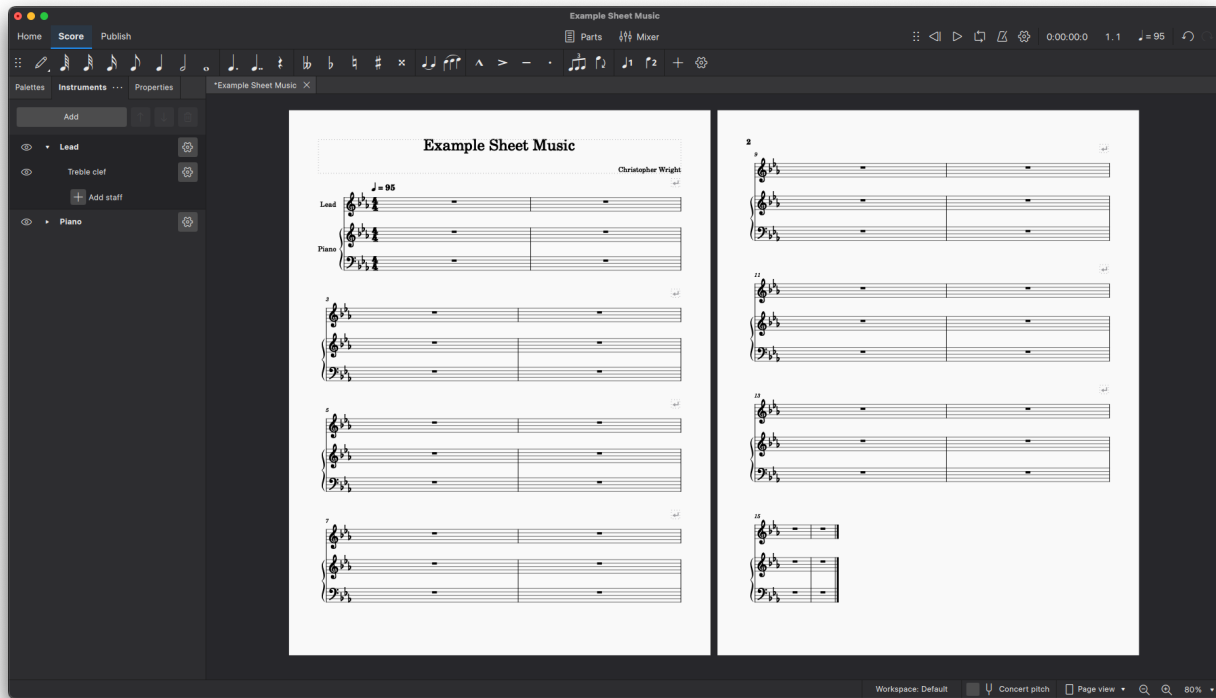 Example Sheet Music
Home Score Publish Parts Mixer 0:00:00:0 1. 1 = 95
1 2
Palettes Instruments ··· Properties *Example Sheet Music
Add
Lead
Treble clef
Add staff
Piano
Example Sheet Music
Christopher Wright
= 95
Lead
Piano
3
5
7
2
9
11
13
15
Workspace: Default Concert pitch Page view 80%